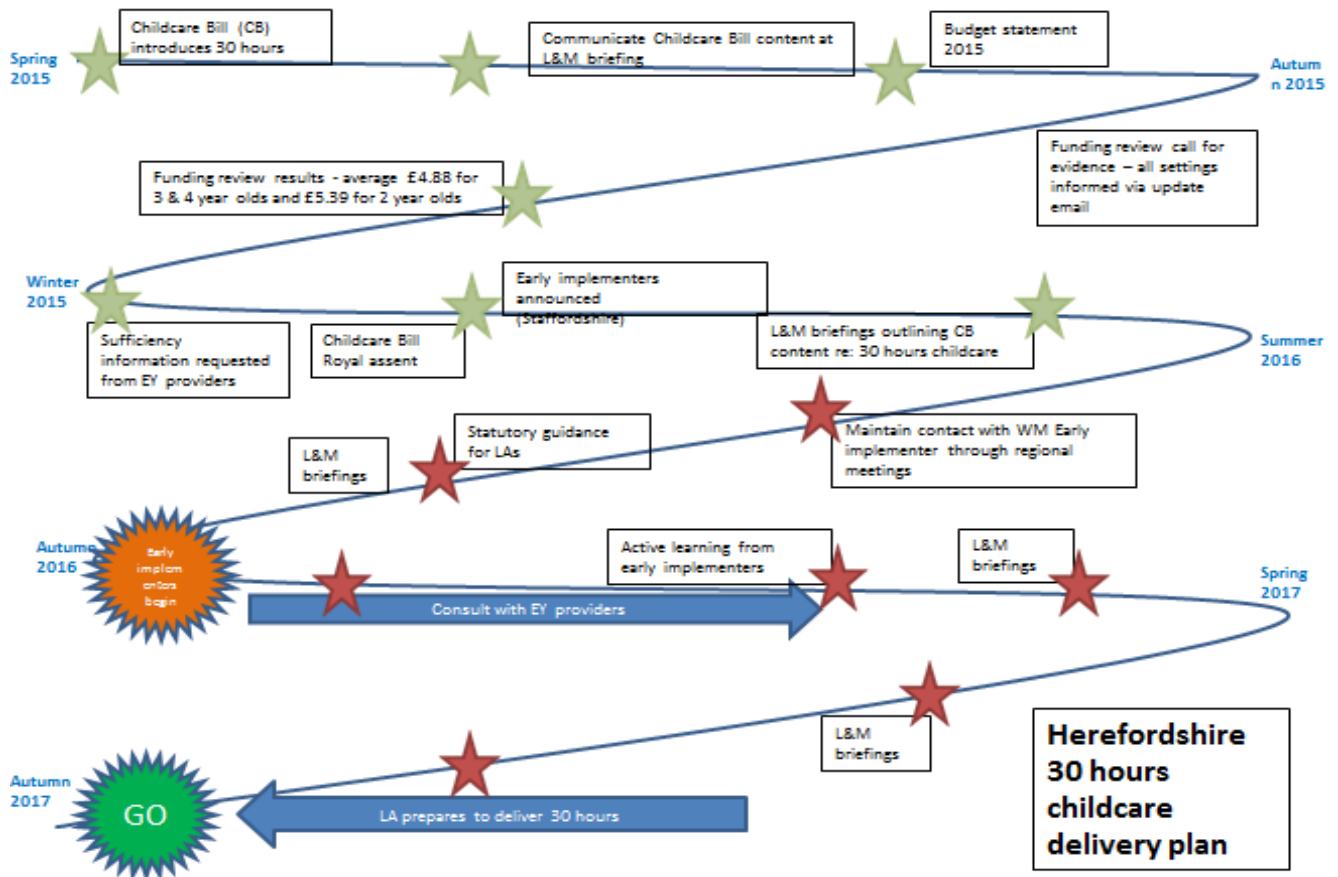 Childcare Bill (CB)
introduces 30 hours
Communicate Childcare Bill content at
L&M briefing
Budget statement
2015
Spring
2015
Autum
n 2015
Funding review results - average £4.88 for
3 & 4 year olds and £5.39 for 2 year olds
Funding review call for
evidence – all settings
informed via update
email
Winter
2015
Early implementers
announced
(Staffordshire)
Sufficiency
information requested
from EY providers
Childcare Bill
Royal assent
L&M briefings outlining CB
content re: 30 hours childcare
Summer
2016
L&M
briefings
Statutory guidance
for LAs
Maintain contact with WM Early
implementer through regional
meetings
Autumn
2016
Early
implem
enters
begin
Active learning from
early implementers
L&M
briefings
Spring
2017
Consult with EY providers
L&M
briefings
Autumn
2017
GO
LA prepares to deliver 30 hours
Herefordshire
30 hours
childcare
delivery plan